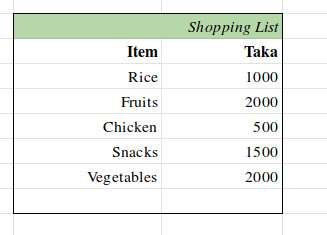 Shopping List
Item Taka
Rice 1000
Fruits 2000
Chicken 500
Snacks 1500
Vegetables 2000